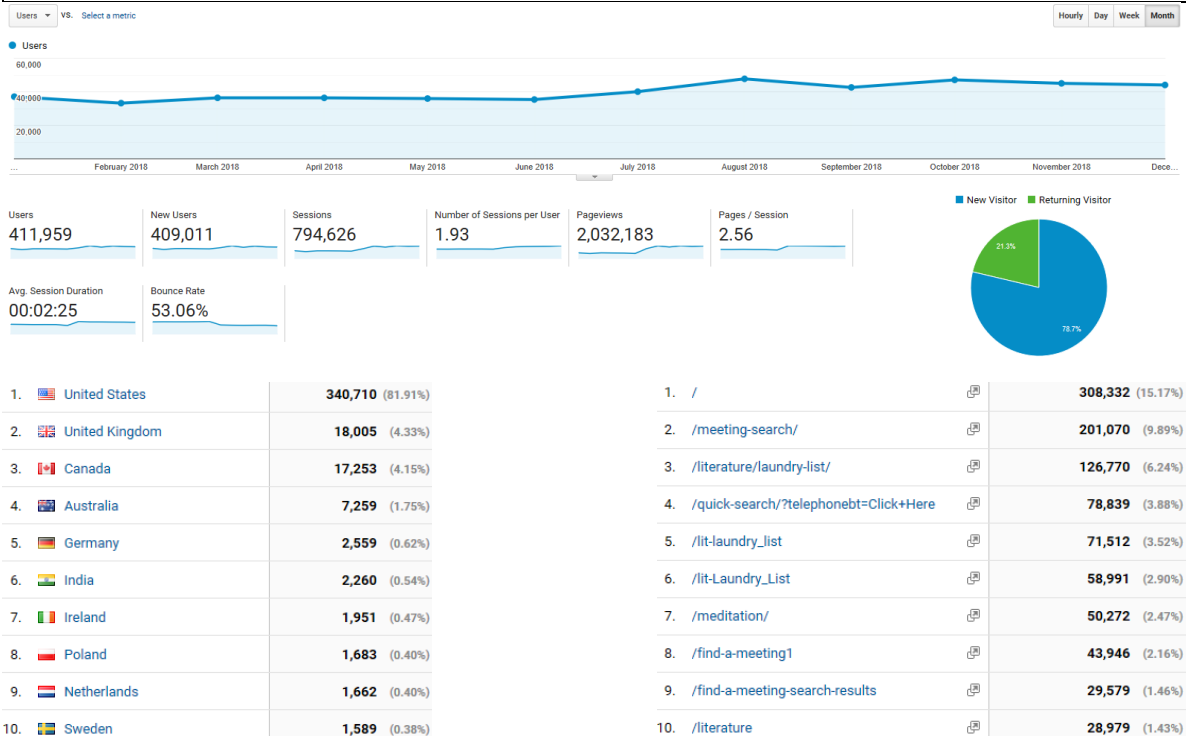 Users VS. Select a metric
Hourly Day Week Month
Users
60,000
40,000
20,000
... February 2018 March 2018 April 2018 May 2018 June 2018 July 2018 August 2018 September 2018 October 2018 November 2018 Dece...
New Visitor Returning Visitor
Users New Users Sessions Number of Sessions per User Pageviews Pages / Session
411,959 409,011 794,626 1.93 2,032,183 2.56
21.3%
Avg. Session Duration Bounce Rate
00:02:25 53.06%
78.7%
1. United States 340,710 (81.91%)
2. United Kingdom 18,005 (4.33%)
3. Canada 17,253 (4.15%)
4. Australia 7,259 (1.75%)
5. Germany 2,559 (0.62%)
6. India 2,260 (0.54%)
7. Ireland 1,951 (0.47%)
8. Poland 1,683 (0.40%)
9. Netherlands 1,662 (0.40%)
10. Sweden 1,589 (0.38%)
1. / 308,332 (15.17%)
2. /meeting-search/ 201,070 (9.89%)
3. /literature/laundry-list/ 126,770 (6.24%)
4. /quick-search/?telephonebt=Click+Here 78,839 (3.88%)
5. /lit-laundry_list 71,512 (3.52%)
6. /lit-Laundry_List 58,991 (2.90%)
7. /meditation/ 50,272 (2.47%)
8. /find-a-meeting1 43,946 (2.16%)
9. /find-a-meeting-search-results 29,579 (1.46%)
10. /literature 28,979 (1.43%)